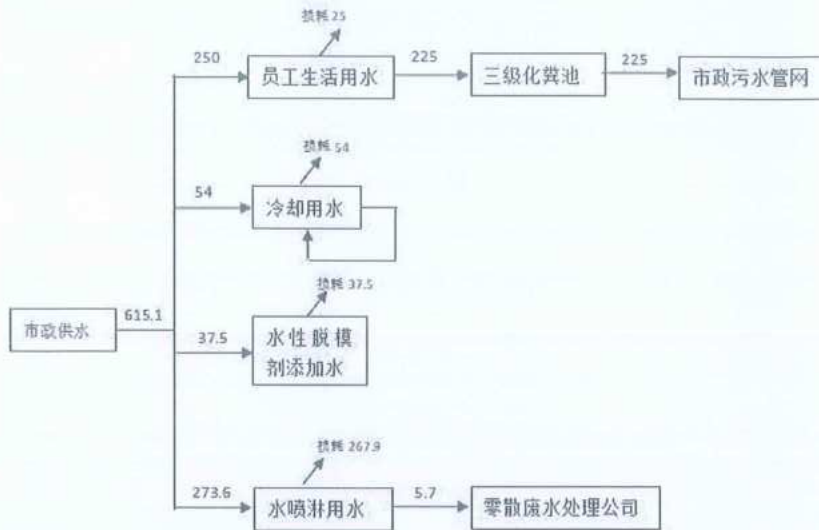 损耗 25
250
员工生活用水
225
三级化粪池
225
市政污水管网
损耗 54
54
冷却用水
损耗 37.5
市政供水
615.1
37.5
水性脱模
剂添加水
损耗 267.9
273.6
水喷淋用水
5.7
零散废水处理公司